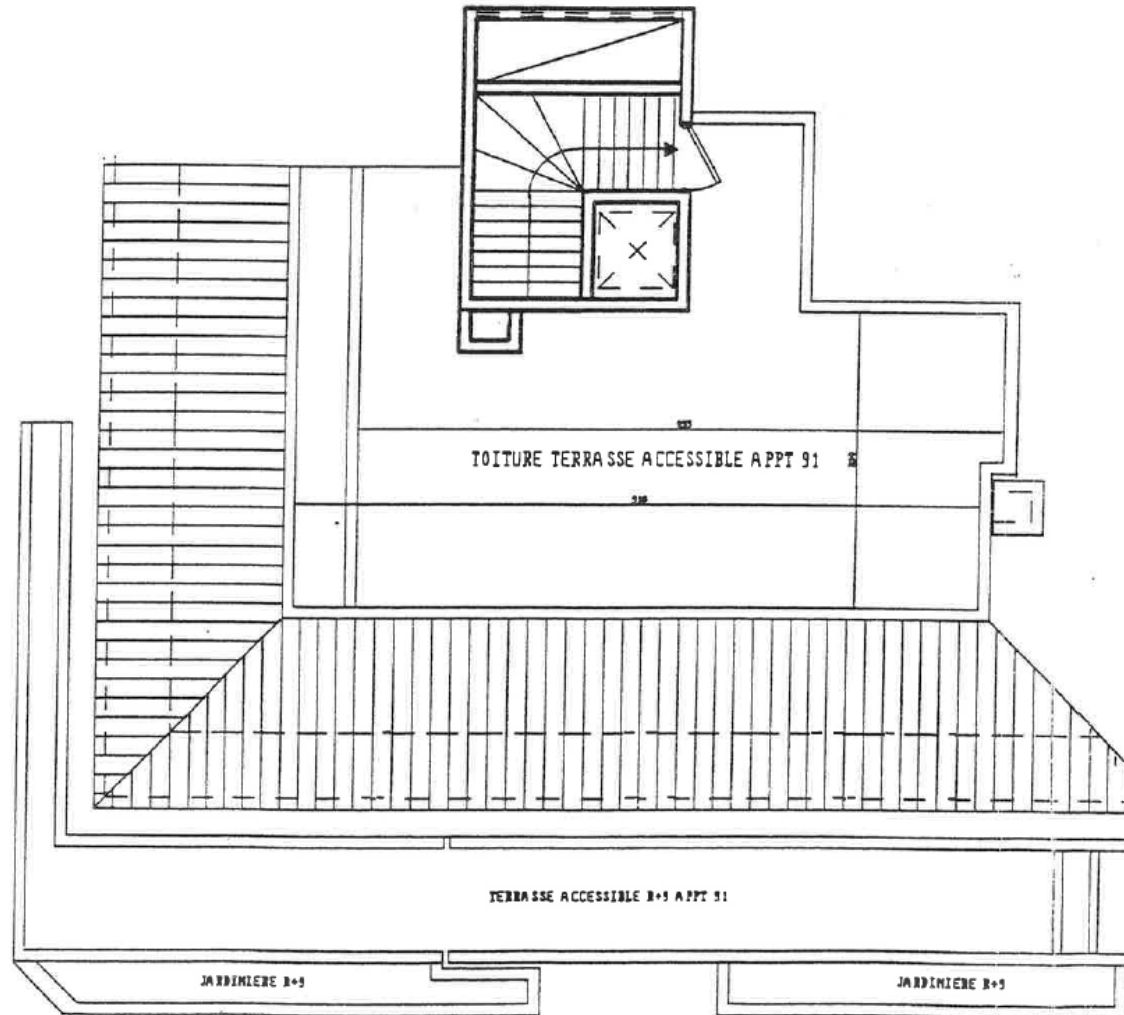 TOITURE TERRASSE ACCESSIBLE APPT 91
TERRASSE ACCESSIBLE R+9 APPT 91
JARDINIERE R+9
JARDINIERE R+9